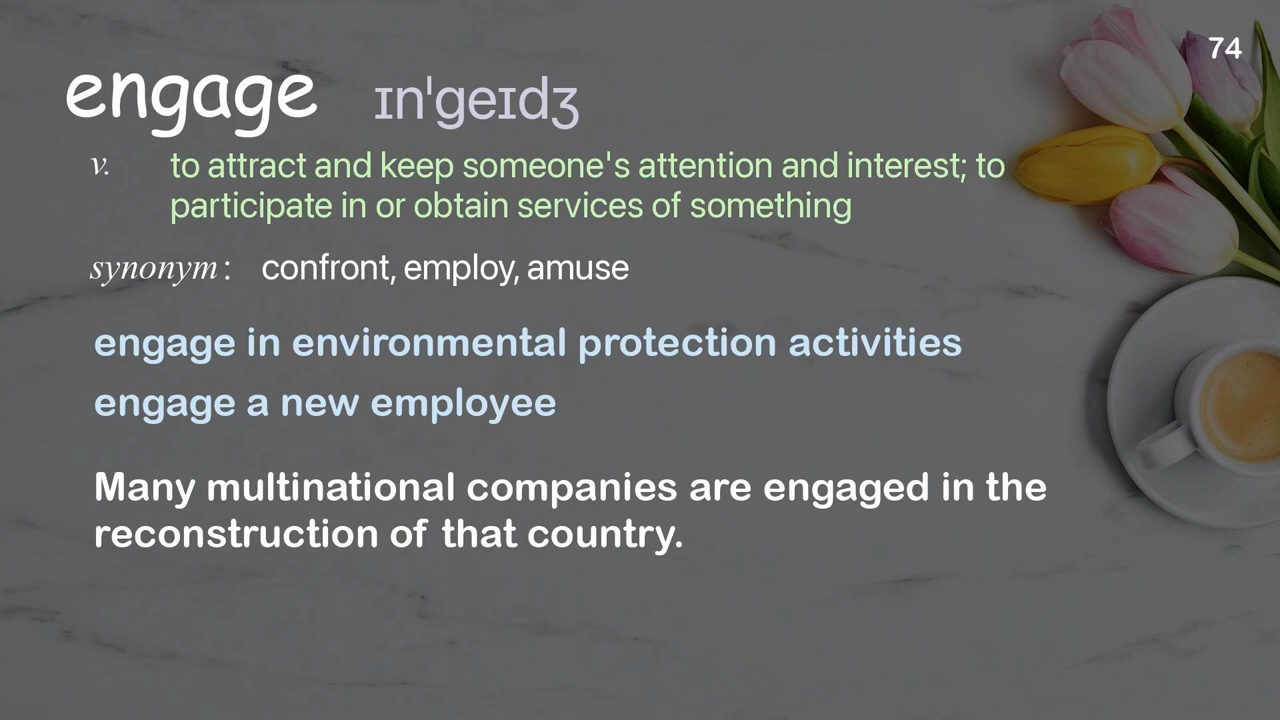 74
engage ɪnˈgeɪdʒ
v. to attract and keep someone's attention and interest; to
participate in or obtain services of something
synonym: confront, employ, amuse
engage in environmental protection activities
engage a new employee
Many multinational companies are engaged in the
reconstruction of that country.